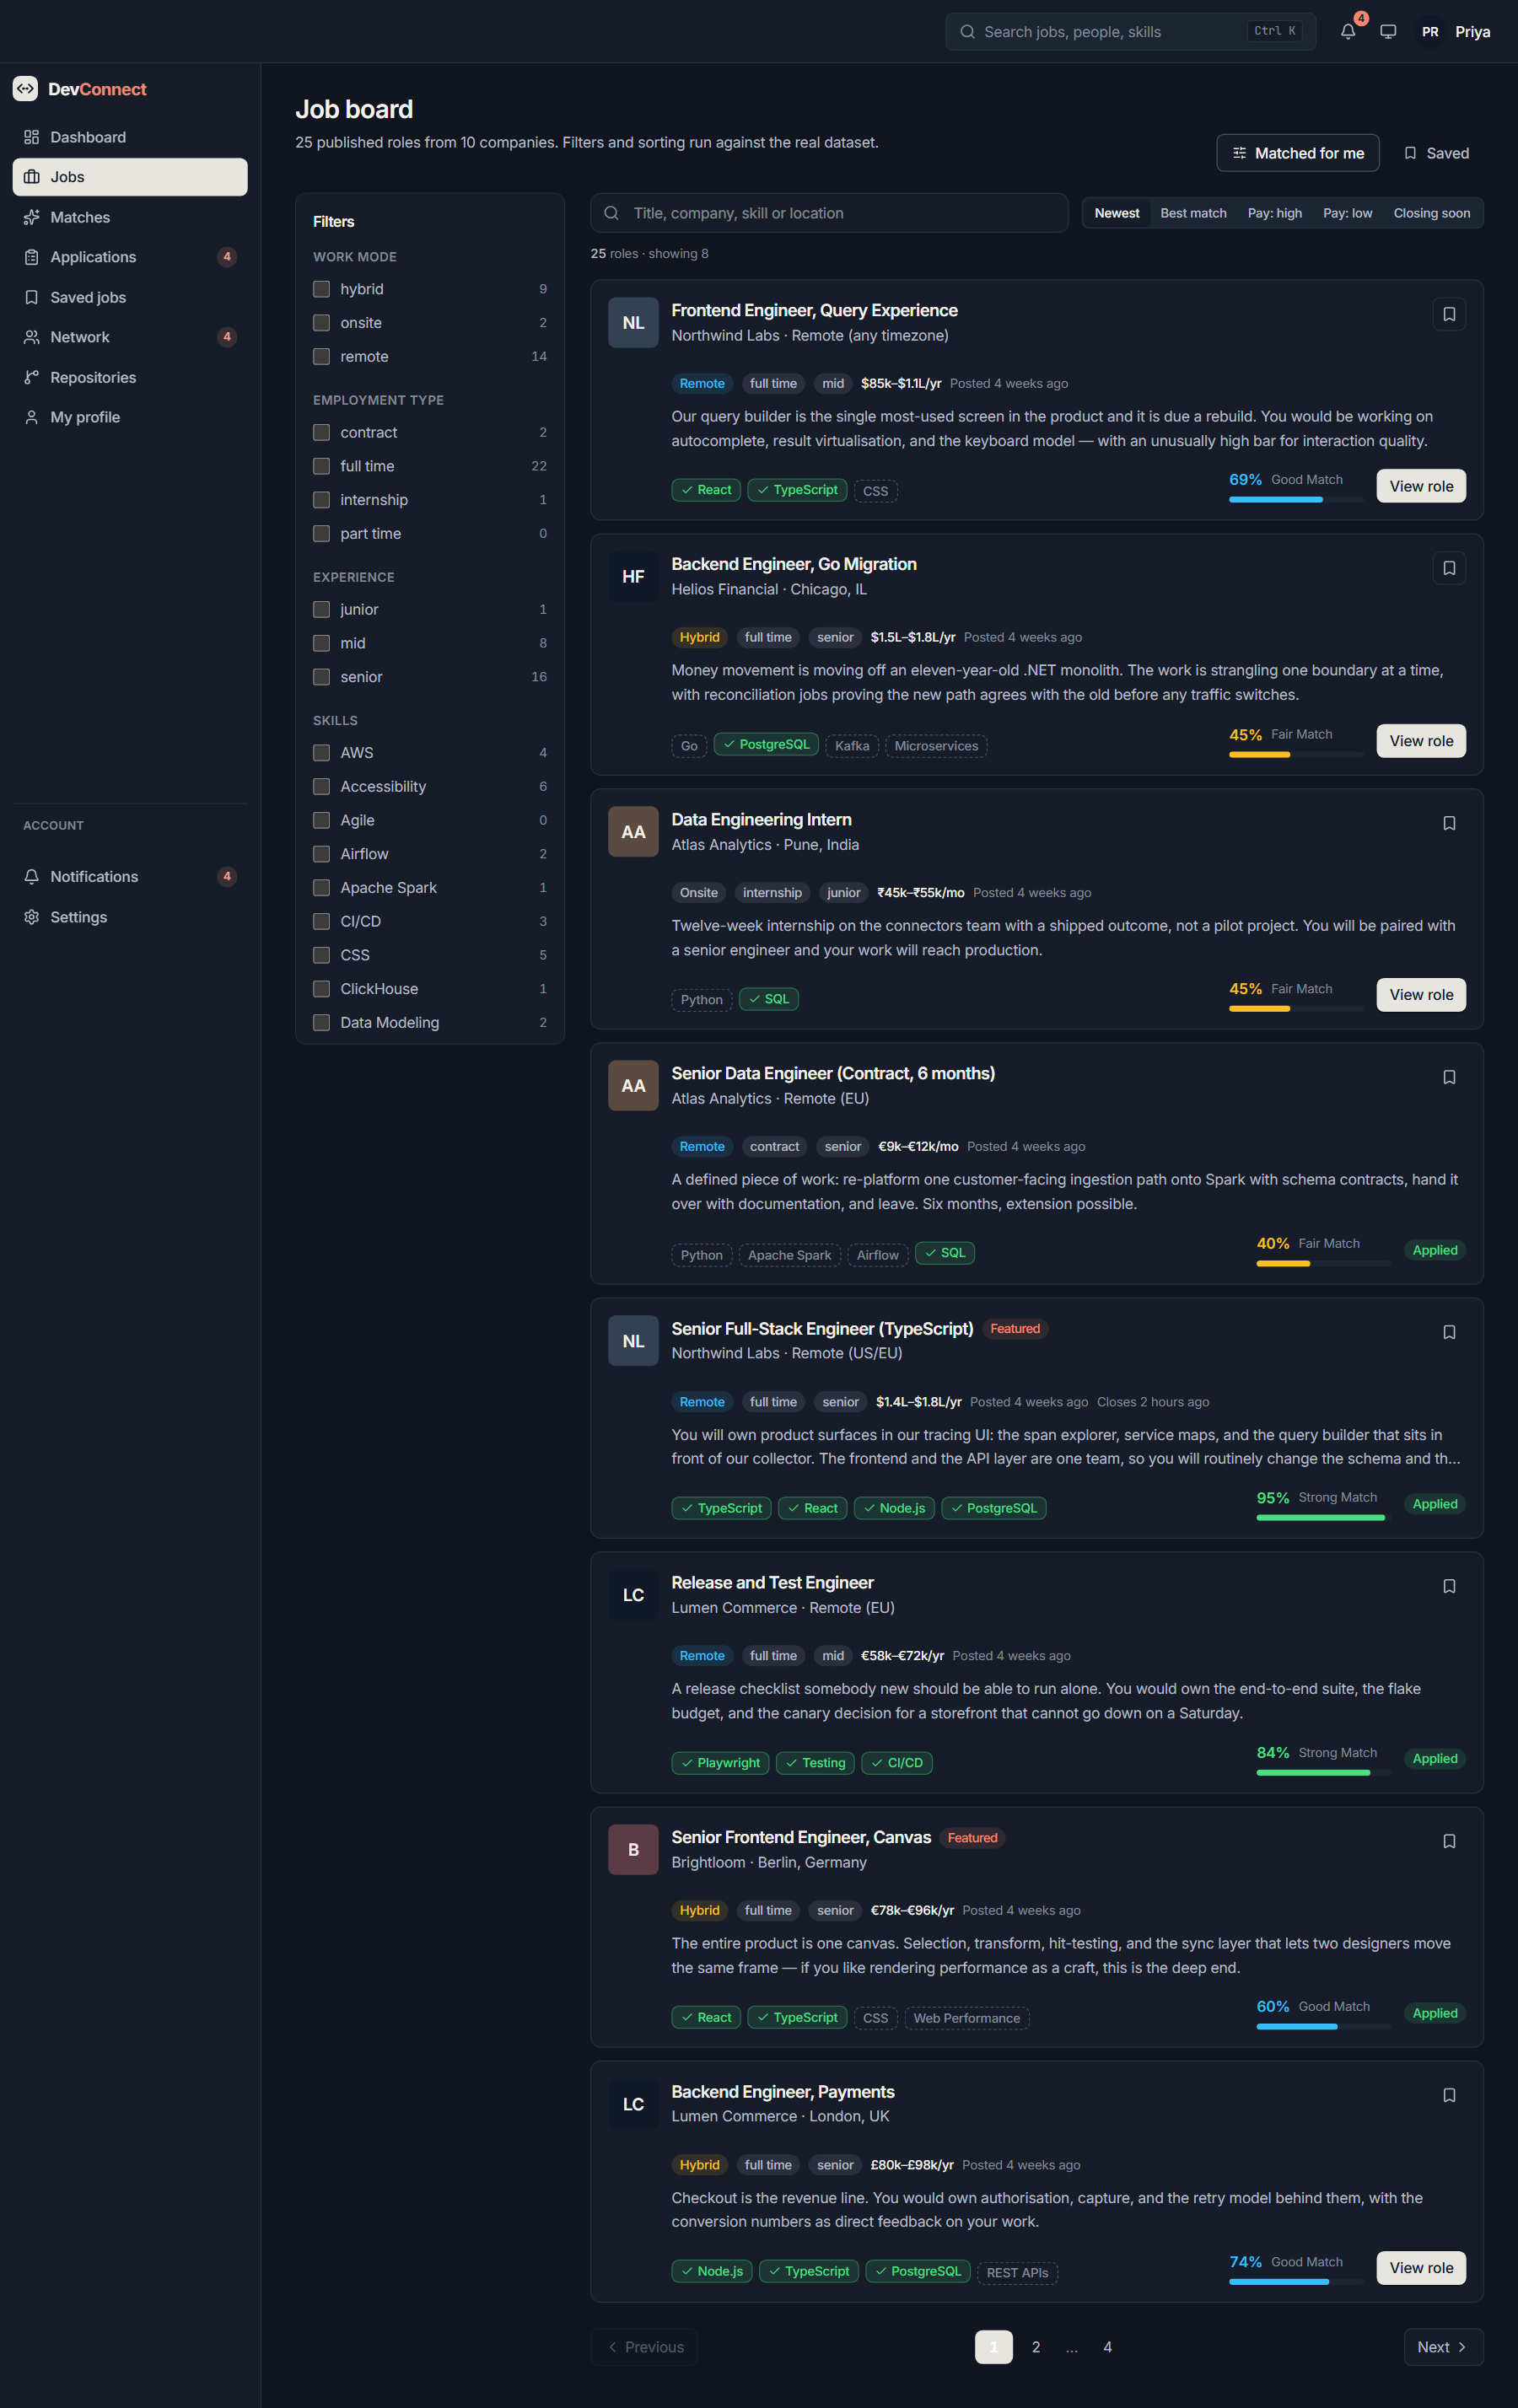 Search jobs, people, skills
Ctrl K
4
PR
Priya
DevConnect
Dashboard
Jobs
Matches
Applications 4
Saved jobs
Network 4
Repositories
My profile
ACCOUNT
Notifications 4
Settings
Job board
25 published roles from 10 companies. Filters and sorting run against the real dataset.
Matched for me
Saved
Filters
WORK MODE
hybrid 9
onsite 2
remote 14
EMPLOYMENT TYPE
contract 2
full time 22
internship 1
part time 0
EXPERIENCE
junior 1
mid 8
senior 16
SKILLS
AWS 4
Accessibility 6
Agile 0
Airflow 2
Apache Spark 1
CI/CD 3
CSS 5
ClickHouse 1
Data Modeling 2
Title, company, skill or location
Newest Best match Pay: high Pay: low Closing soon
25 roles · showing 8
NL
Frontend Engineer, Query Experience
Northwind Labs · Remote (any timezone)
Remote full time mid $85k–$1.1L/yr Posted 4 weeks ago
Our query builder is the single most-used screen in the product and it is due a rebuild. You would be working on
autocomplete, result virtualisation, and the keyboard model — with an unusually high bar for interaction quality.
React TypeScript CSS
69% Good Match
View role
HF
Backend Engineer, Go Migration
Helios Financial · Chicago, IL
Hybrid full time senior $1.5L–$1.8L/yr Posted 4 weeks ago
Money movement is moving off an eleven-year-old .NET monolith. The work is strangling one boundary at a time,
with reconciliation jobs proving the new path agrees with the old before any traffic switches.
Go PostgreSQL Kafka Microservices
45% Fair Match
View role
AA
Data Engineering Intern
Atlas Analytics · Pune, India
Onsite internship junior ₹45k–₹55k/mo Posted 4 weeks ago
Twelve-week internship on the connectors team with a shipped outcome, not a pilot project. You will be paired with
a senior engineer and your work will reach production.
Python SQL
45% Fair Match
View role
AA
Senior Data Engineer (Contract, 6 months)
Atlas Analytics · Remote (EU)
Remote contract senior €9k–€12k/mo Posted 4 weeks ago
A defined piece of work: re-platform one customer-facing ingestion path onto Spark with schema contracts, hand it
over with documentation, and leave. Six months, extension possible.
Python Apache Spark Airflow SQL
40% Fair Match
Applied
NL
Senior Full-Stack Engineer (TypeScript) Featured
Northwind Labs · Remote (US/EU)
Remote full time senior $1.4L–$1.8L/yr Posted 4 weeks ago Closes 2 hours ago
You will own product surfaces in our tracing UI: the span explorer, service maps, and the query builder that sits in
front of our collector. The frontend and the API layer are one team, so you will routinely change the schema and th...
TypeScript React Node.js PostgreSQL
95% Strong Match
Applied
LC
Release and Test Engineer
Lumen Commerce · Remote (EU)
Remote full time mid €58k–€72k/yr Posted 4 weeks ago
A release checklist somebody new should be able to run alone. You would own the end-to-end suite, the flake
budget, and the canary decision for a storefront that cannot go down on a Saturday.
Playwright Testing CI/CD
84% Strong Match
Applied
B
Senior Frontend Engineer, Canvas Featured
Brightloom · Berlin, Germany
Hybrid full time senior €78k–€96k/yr Posted 4 weeks ago
The entire product is one canvas. Selection, transform, hit-testing, and the sync layer that lets two designers move
the same frame — if you like rendering performance as a craft, this is the deep end.
React TypeScript CSS Web Performance
60% Good Match
Applied
LC
Backend Engineer, Payments
Lumen Commerce · London, UK
Hybrid full time senior £80k–£98k/yr Posted 4 weeks ago
Checkout is the revenue line. You would own authorisation, capture, and the retry model behind them, with the
conversion numbers as direct feedback on your work.
Node.js TypeScript PostgreSQL REST APIs
74% Good Match
View role
Previous
1 2 ... 4
Next